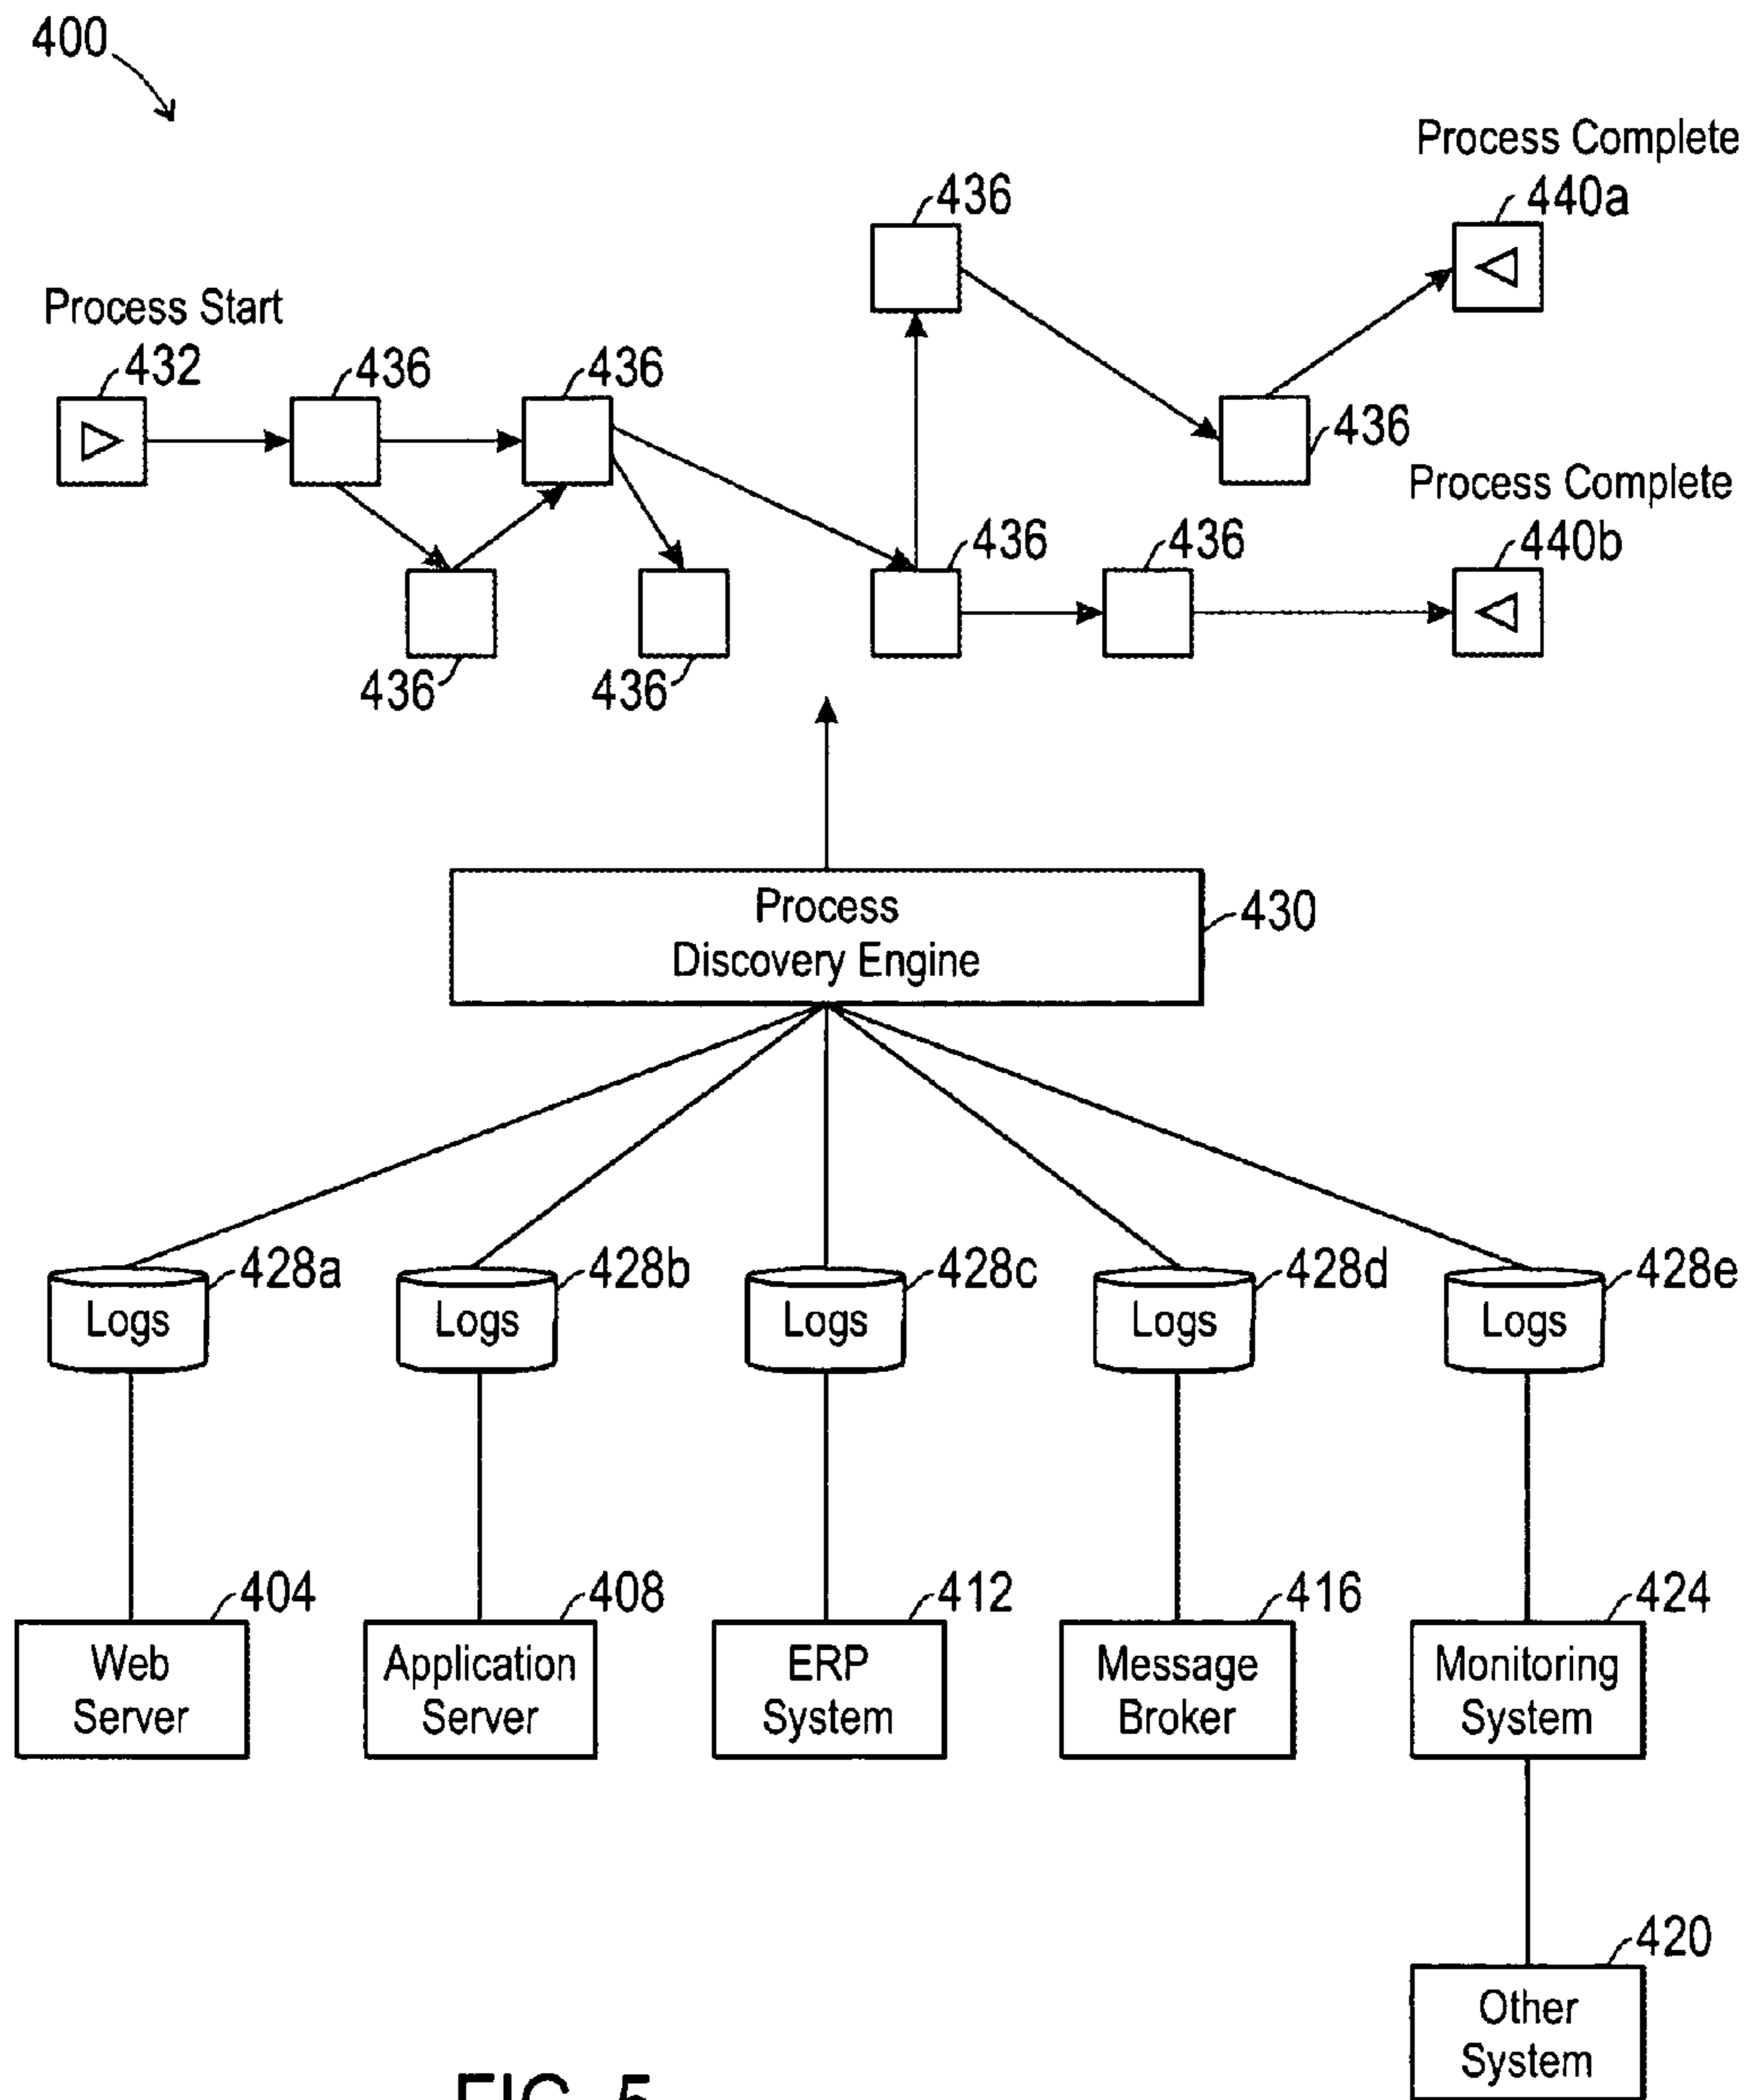 400
Process Complete
436
440a
Process Start
432
436
436
436
Process Complete
436
436
440b
436
436
Process
Discovery Engine
430
428a
428b
428c
428d
428e
Logs
Logs
Logs
Logs
Logs
404
408
412
416
424
Web
Server
Application
Server
ERP
System
Message
Broker
Monitoring
System
420
Other
System
FIG. 5